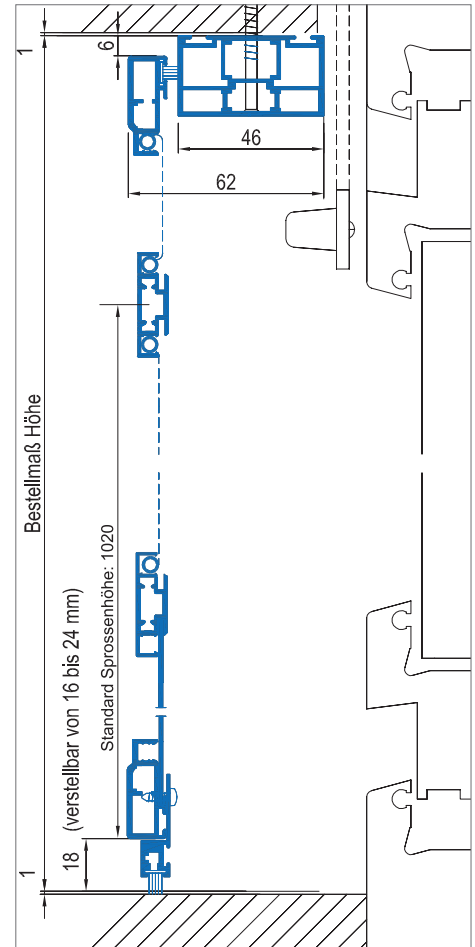 1
6
46
62
Bestellmaß Höhe
Standard Sprossenhöhe: 1020
(verstellbar von 16 bis 24 mm)
18
1